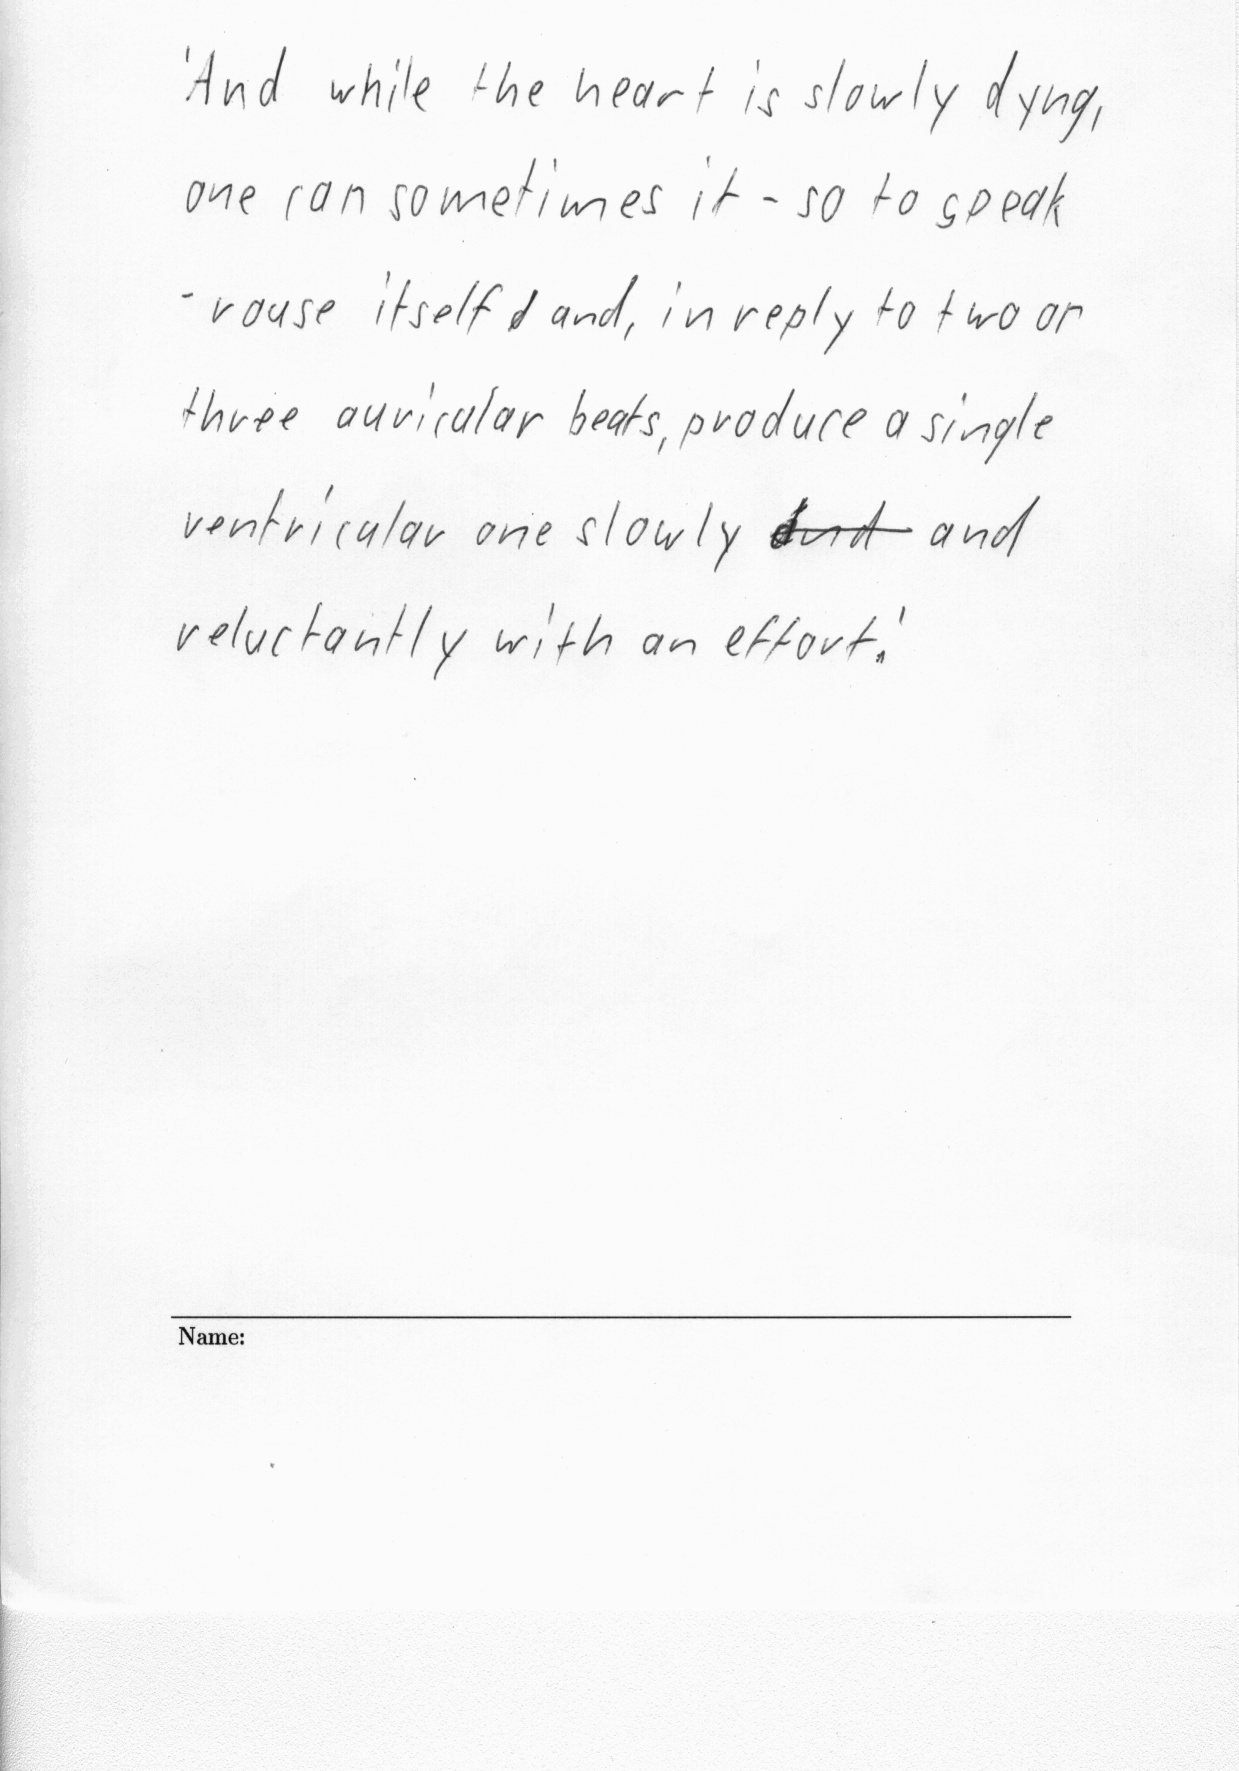 'And while the heart is slowly dyng,
one can sometimes it - so to speak
- rouse itself and, in reply to two or
three auricular beats, produce a single
ventricular one slowly and
reluctantly with an effort.'
Name: